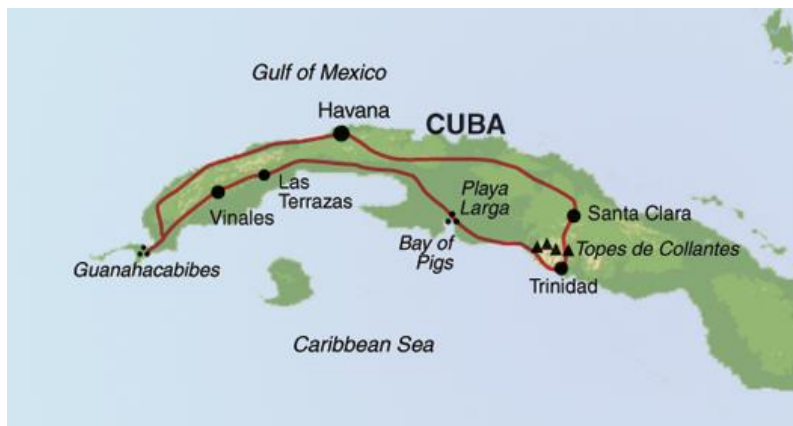 Gulf of Mexico
Havana
CUBA
Las
Terrazas
Vinales
Playa
Larga
Santa Clara
Bay of
Pigs
Topes de Collantes
Guanahacabibes
Trinidad
Caribbean Sea